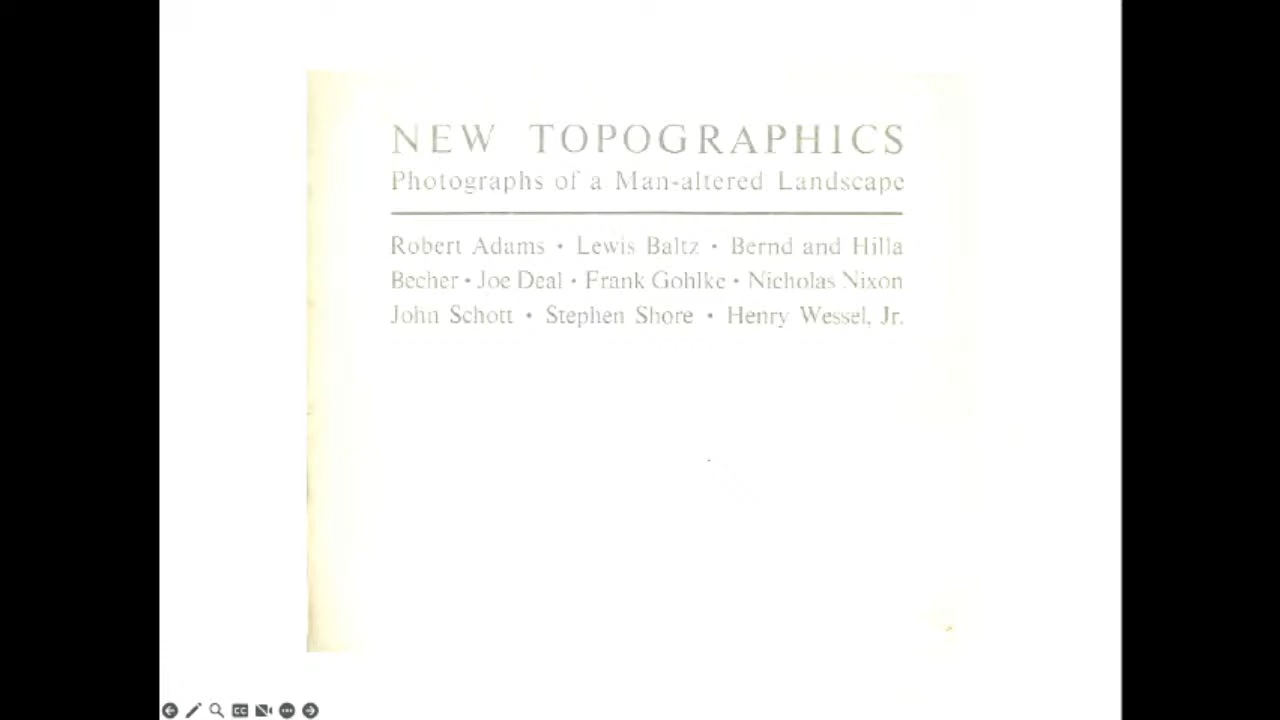 NEW TOPOGRAPHICS
Photographs of a Man-altered Landscape
Robert Adams • Lewis Baltz • Bernd and Hilla
Becher • Joe Deal • Frank Gohlke • Nicholas Nixon
John Schott • Stephen Shore • Henry Wessel, Jr.
CC